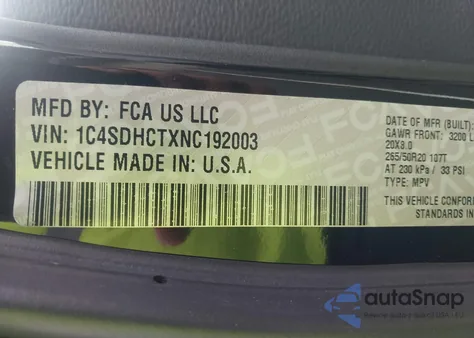 MFD BY: FCA US LLC
VIN: 1C4SDHCTXNC192003
VEHICLE MADE IN: U.S.A.
DATE OF MFR (BUILT):
GAWR FRONT: 3200 L
20X8.0
265/50R20 107T
AT 230 kPa / 33 PSI
TYPE: MPV
THIS VEHICLE CONFOR
STANDARDS IN
autoSnap